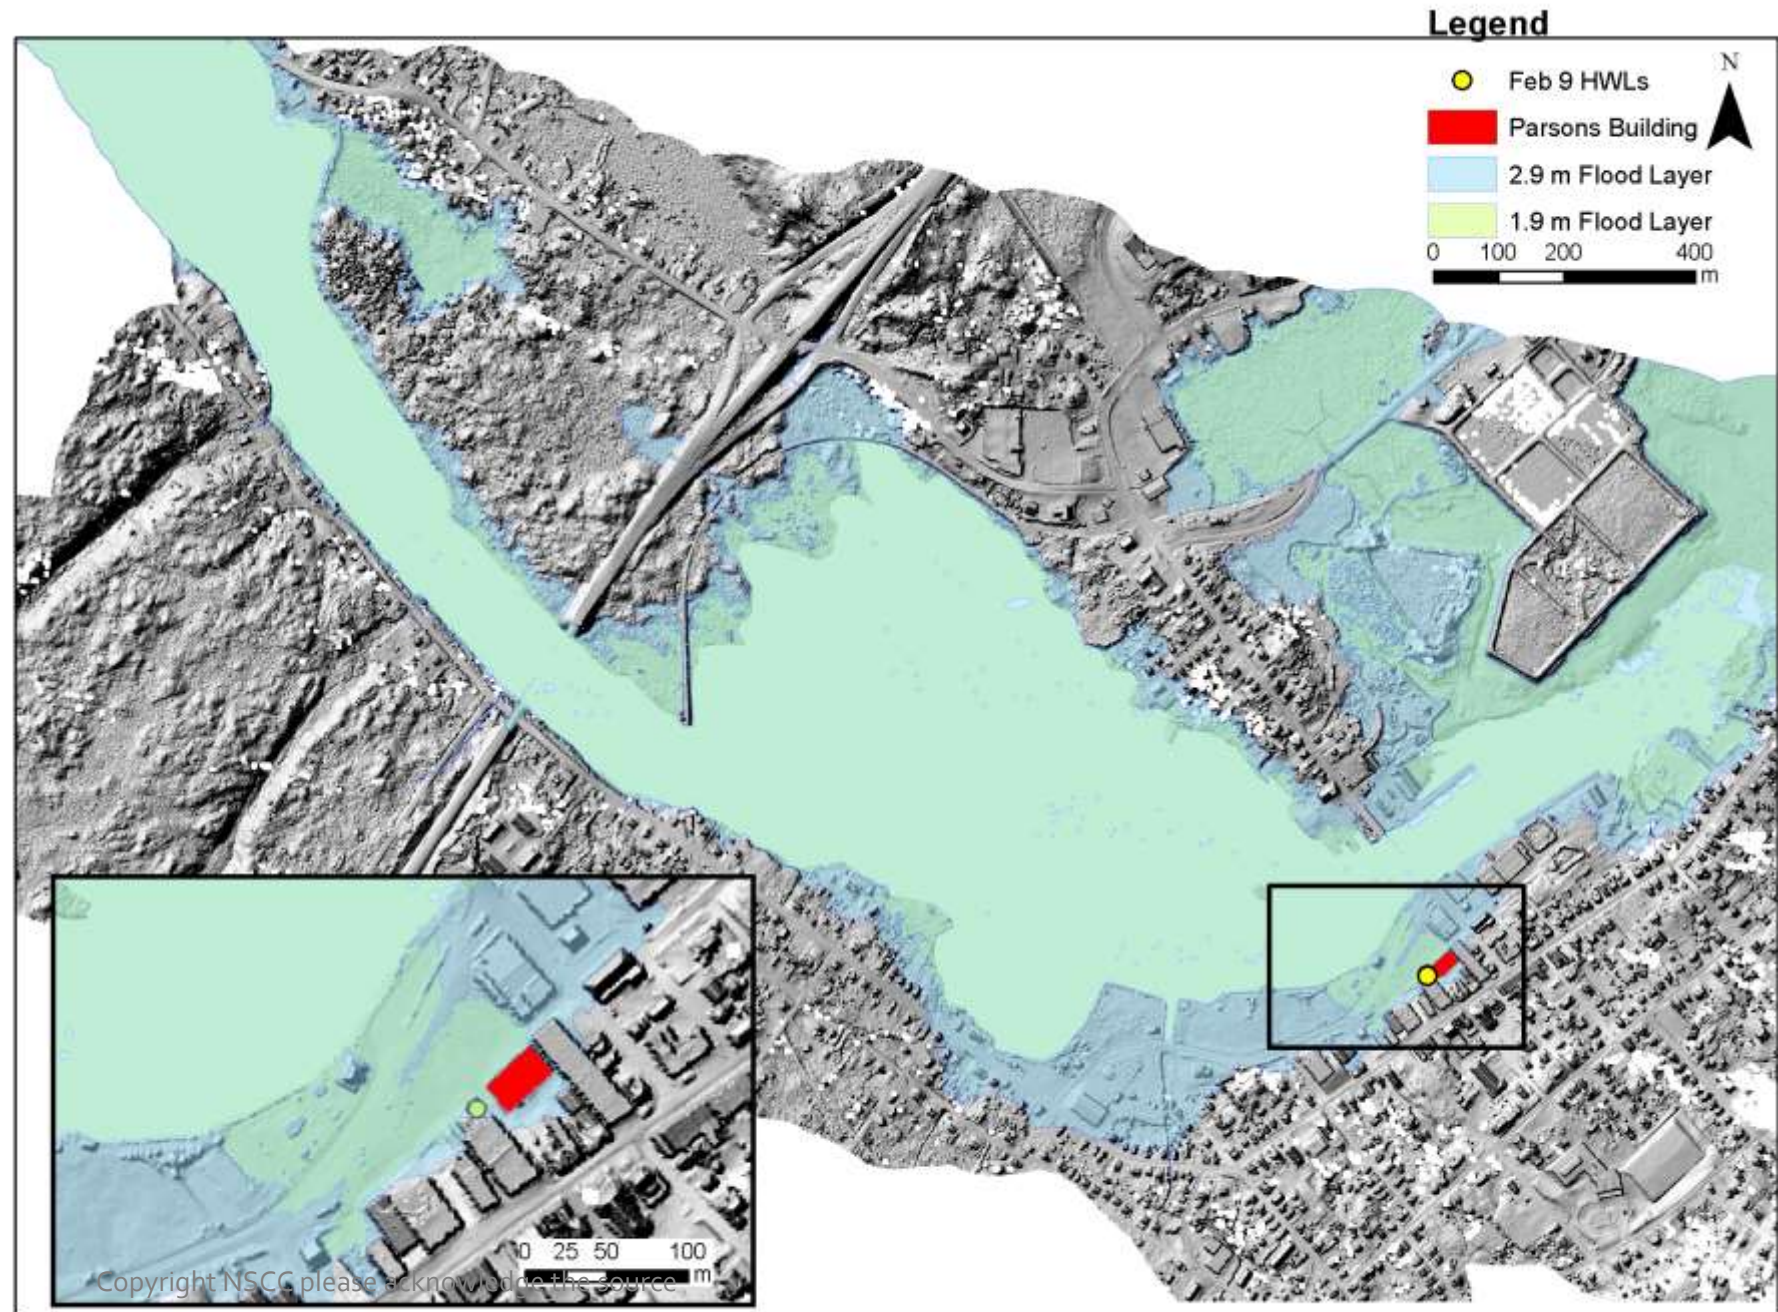 Legend
N
Feb 9 HWLs
Parsons Building
2.9 m Flood Layer
1.9 m Flood Layer
0 100 200 400
m
0 25 50 100
m
Copyright NSCC please acknowledge the source